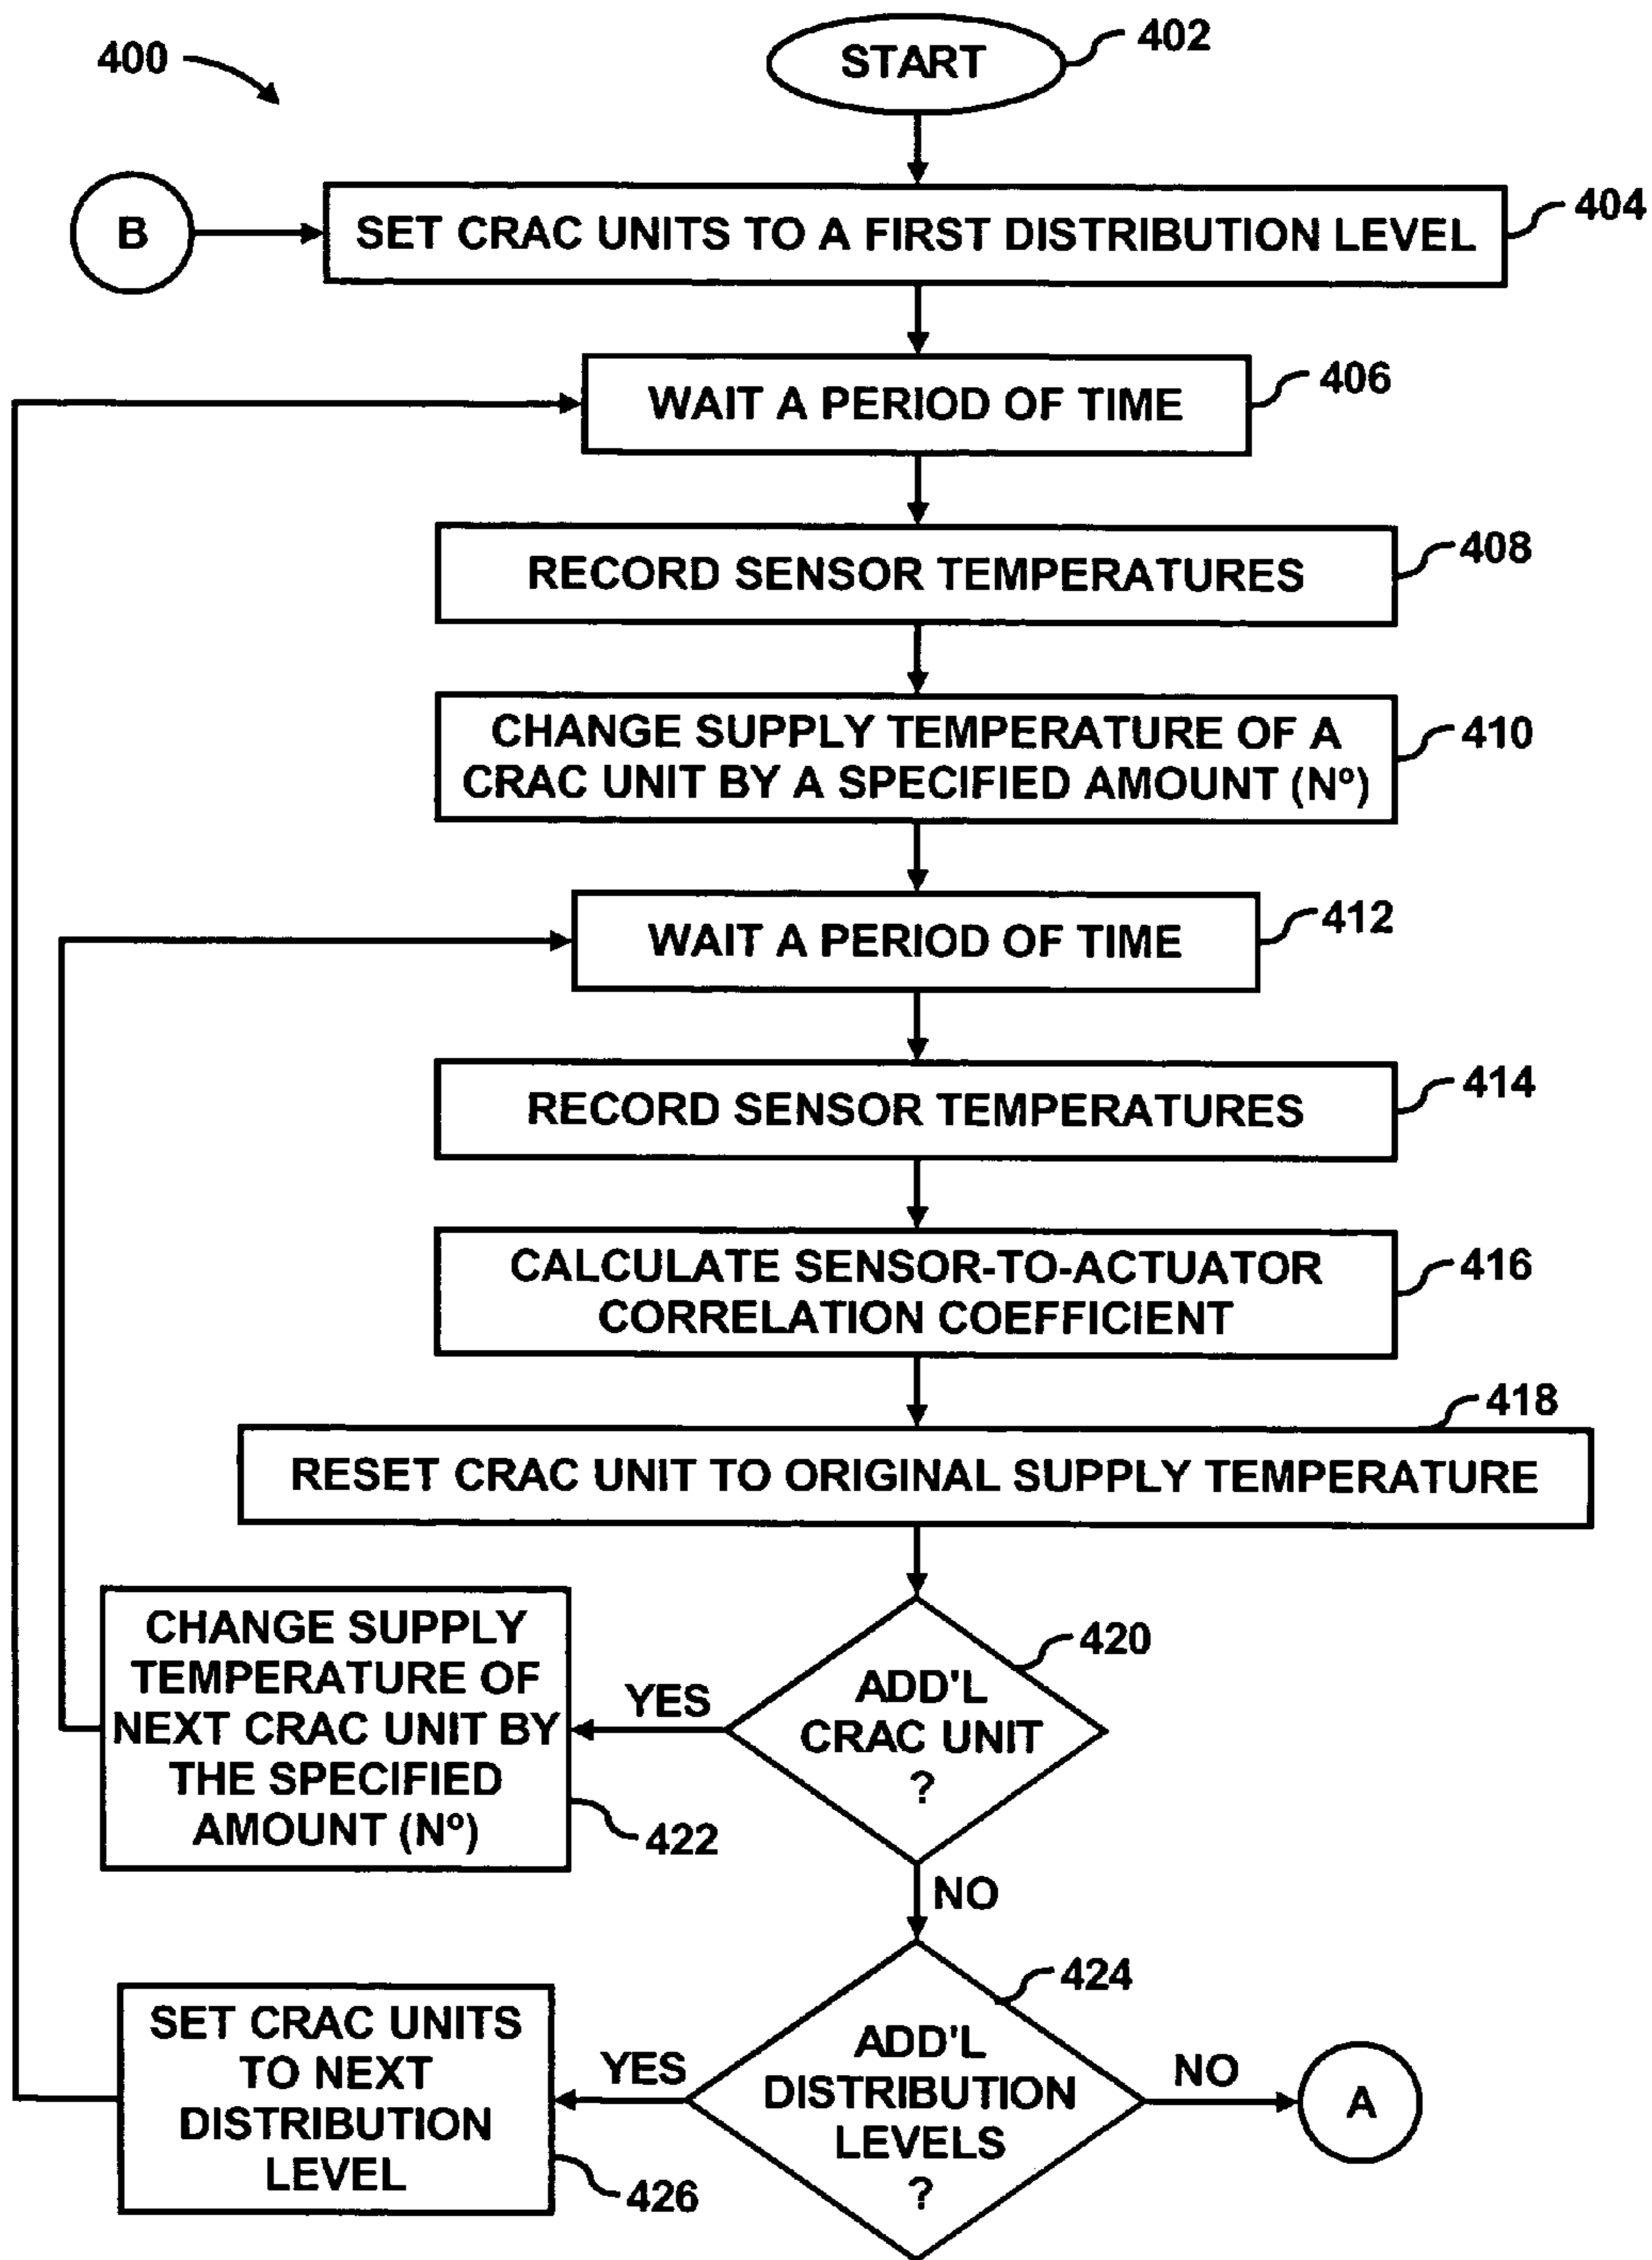 400
START
402
B
SET CRAC UNITS TO A FIRST DISTRIBUTION LEVEL
404
WAIT A PERIOD OF TIME
406
RECORD SENSOR TEMPERATURES
408
CHANGE SUPPLY TEMPERATURE OF A
CRAC UNIT BY A SPECIFIED AMOUNT (Nº)
410
WAIT A PERIOD OF TIME
412
RECORD SENSOR TEMPERATURES
414
CALCULATE SENSOR-TO-ACTUATOR
CORRELATION COEFFICIENT
416
418
RESET CRAC UNIT TO ORIGINAL SUPPLY TEMPERATURE
CHANGE SUPPLY
TEMPERATURE OF
NEXT CRAC UNIT BY
THE SPECIFIED
AMOUNT (Nº)
422
YES
ADD'L
CRAC UNIT
?
420
NO
SET CRAC UNITS
TO NEXT
DISTRIBUTION
LEVEL
426
YES
ADD'L
DISTRIBUTION
LEVELS
?
424
NO
A